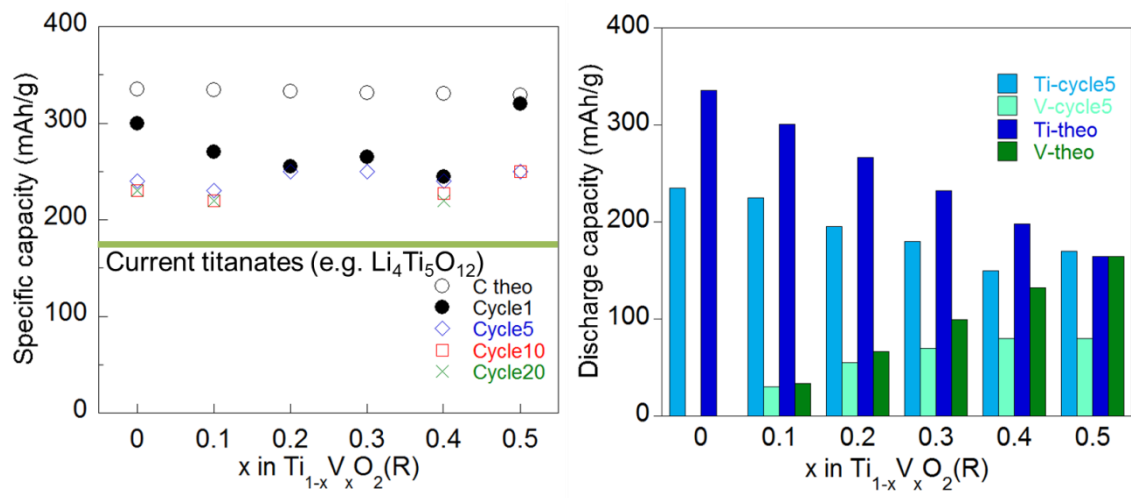 400
300
200
100
0
Specific capacity (mAh/g)
Current titanates (e.g. Li₄Ti₅O₁₂)
C theo
Cycle1
Cycle5
Cycle10
Cycle20
0 0.1 0.2 0.3 0.4 0.5
x in Ti₁₋ₓVₓO₂(R)
400
300
200
100
0
Discharge capacity (mAh/g)
Ti-cycle5
V-cycle5
Ti-theo
V-theo
0 0.1 0.2 0.3 0.4 0.5
x in Ti₁₋ₓVₓO₂(R)